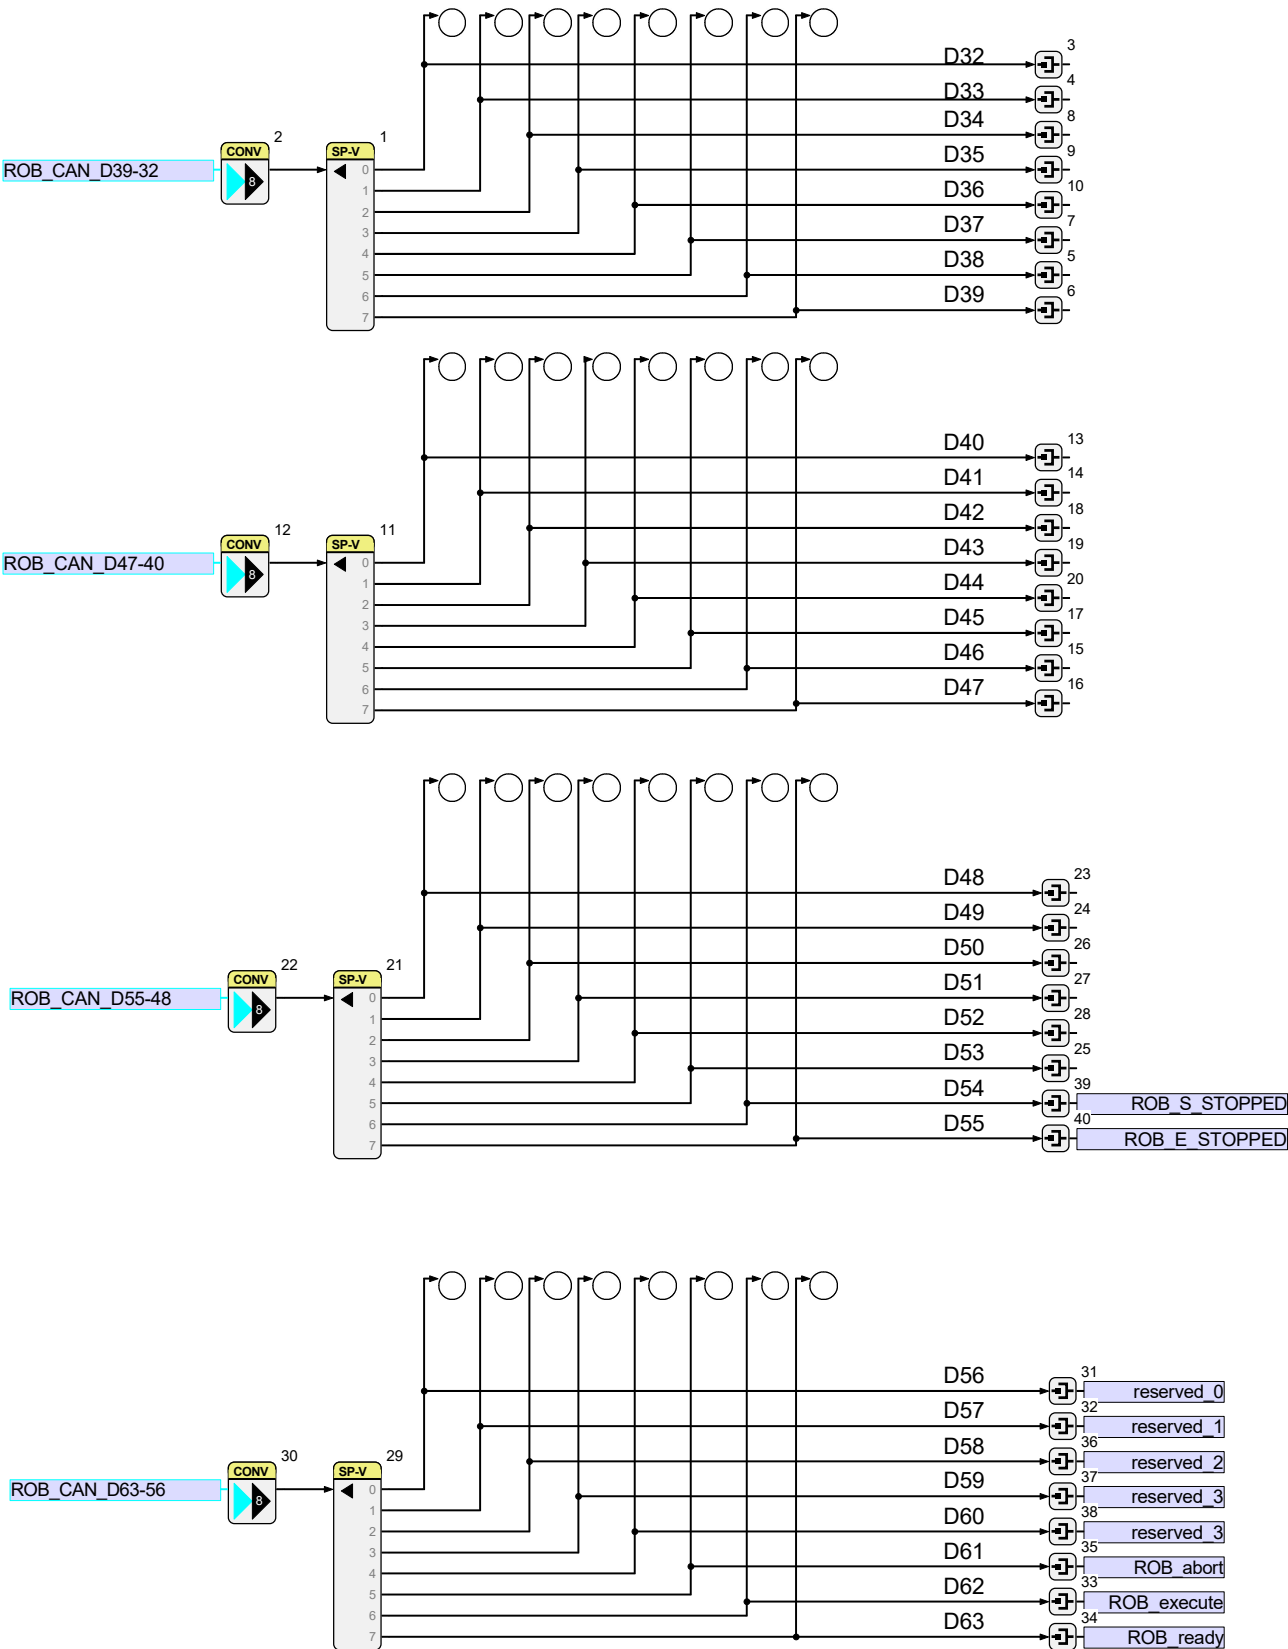 D32 3
D33 4
D34 8
D35 9
D36 10
D37 7
D38 5
D39 6
ROB_CAN_D39-32
CONV 2
8
SP-V 1
0
1
2
3
4
5
6
7
D40 13
D41 14
D42 18
D43 19
D44 20
D45 17
D46 15
D47 16
ROB_CAN_D47-40
CONV 12
8
SP-V 11
0
1
2
3
4
5
6
7
D48 23
D49 24
D50 26
D51 27
D52 28
D53 25
D54 39 ROB_S_STOPPED
D55 40 ROB_E_STOPPED
ROB_CAN_D55-48
CONV 22
8
SP-V 21
0
1
2
3
4
5
6
7
D56 31 reserved_0
D57 32 reserved_1
D58 36 reserved_2
D59 37 reserved_3
D60 38 reserved_3
D61 35 ROB_abort
D62 33 ROB_execute
D63 34 ROB_ready
ROB_CAN_D63-56
CONV 30
8
SP-V 29
0
1
2
3
4
5
6
7